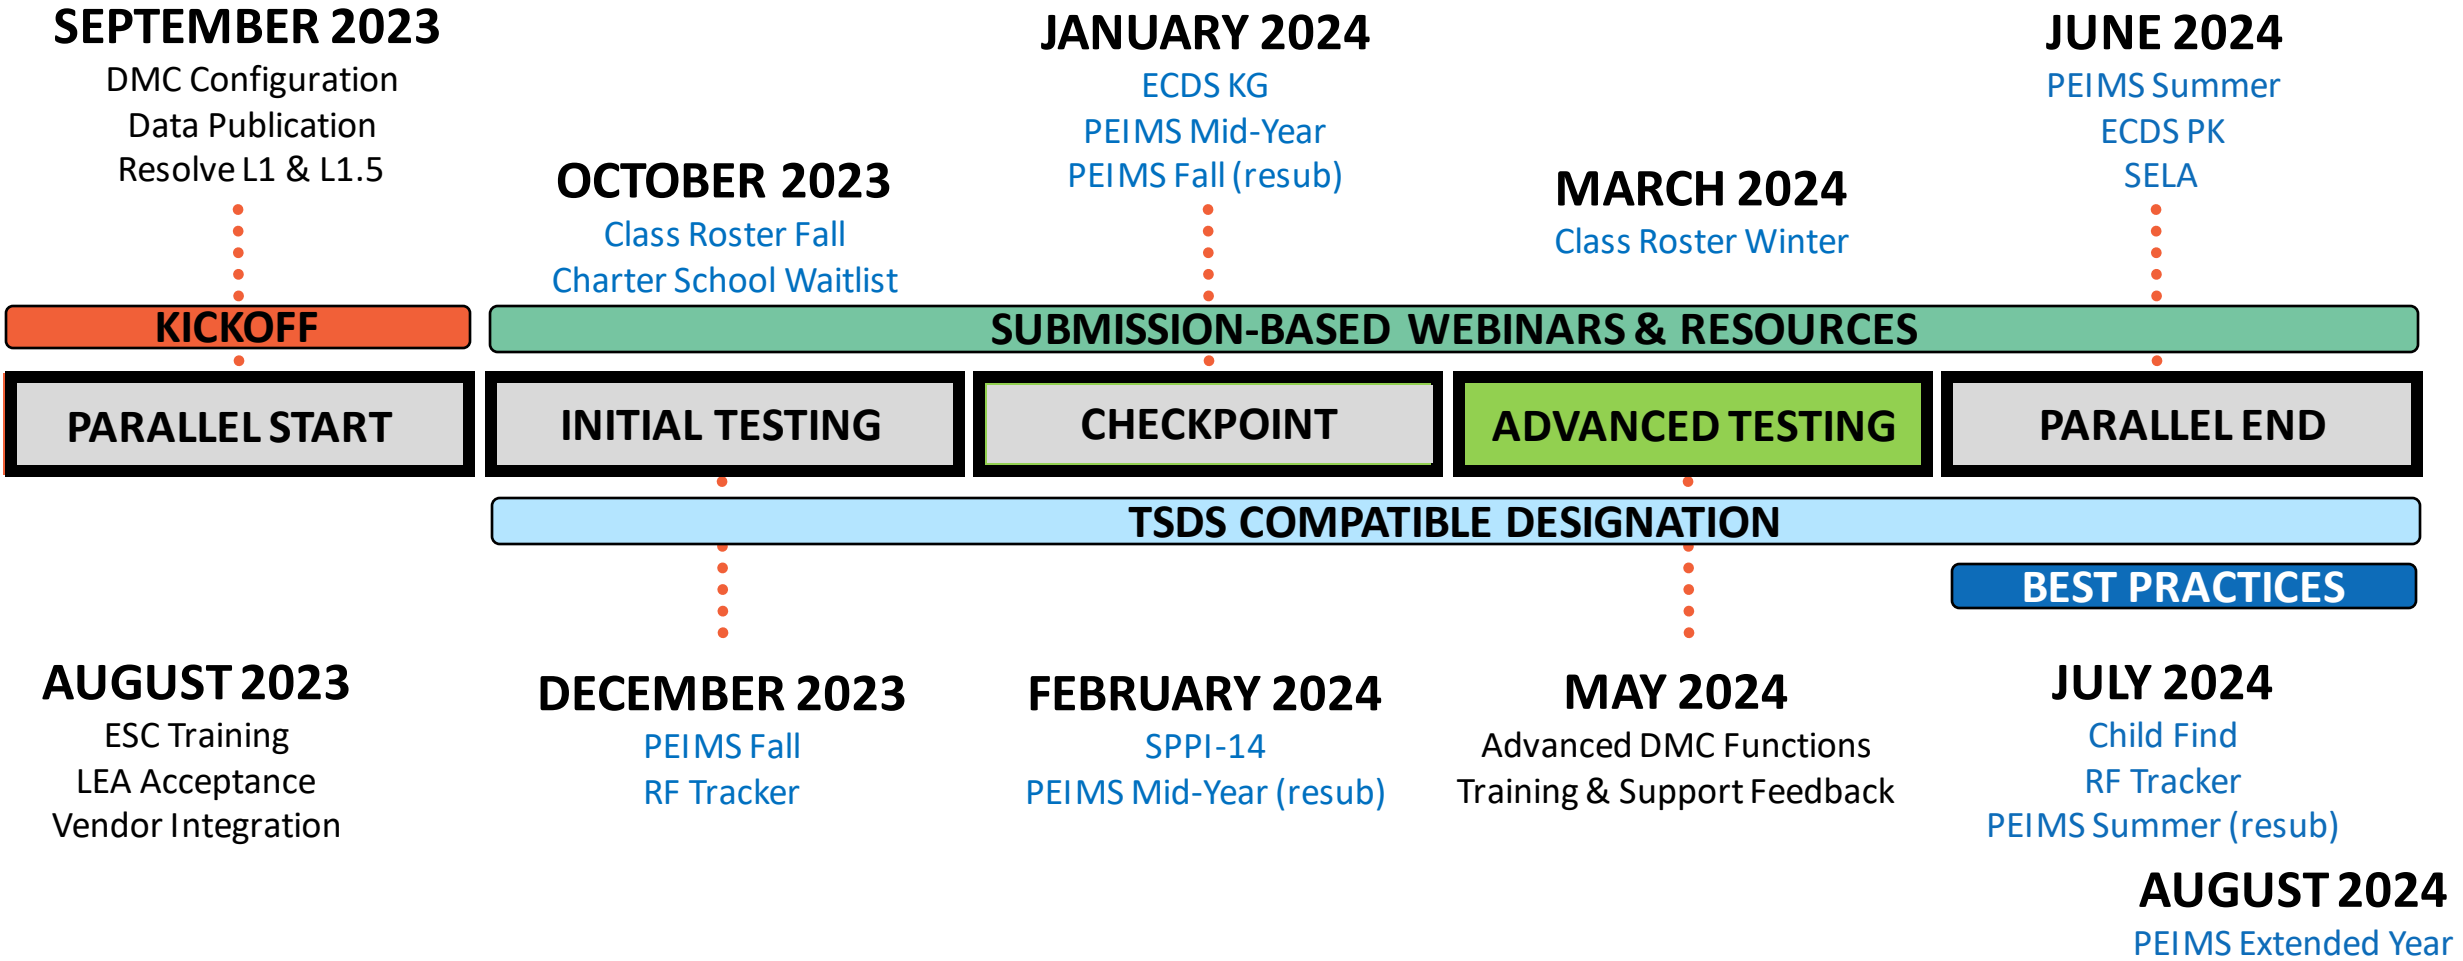 SEPTEMBER 2023
DMC Configuration
Data Publication
Resolve L1 & L1.5
OCTOBER 2023
Class Roster Fall
Charter School Waitlist
JANUARY 2024
ECDS KG
PEIMS Mid-Year
PEIMS Fall (resub)
MARCH 2024
Class Roster Winter
JUNE 2024
PEIMS Summer
ECDS PK
SELA
KICKOFF
SUBMISSION-BASED WEBINARS & RESOURCES
PARALLEL START
INITIAL TESTING
CHECKPOINT
ADVANCED TESTING
PARALLEL END
TSDS COMPATIBLE DESIGNATION
BEST PRACTICES
AUGUST 2023
ESC Training
LEA Acceptance
Vendor Integration
DECEMBER 2023
PEIMS Fall
RF Tracker
FEBRUARY 2024
SPPI-14
PEIMS Mid-Year (resub)
MAY 2024
Advanced DMC Functions
Training & Support Feedback
JULY 2024
Child Find
RF Tracker
PEIMS Summer (resub)
AUGUST 2024
PEIMS Extended Year